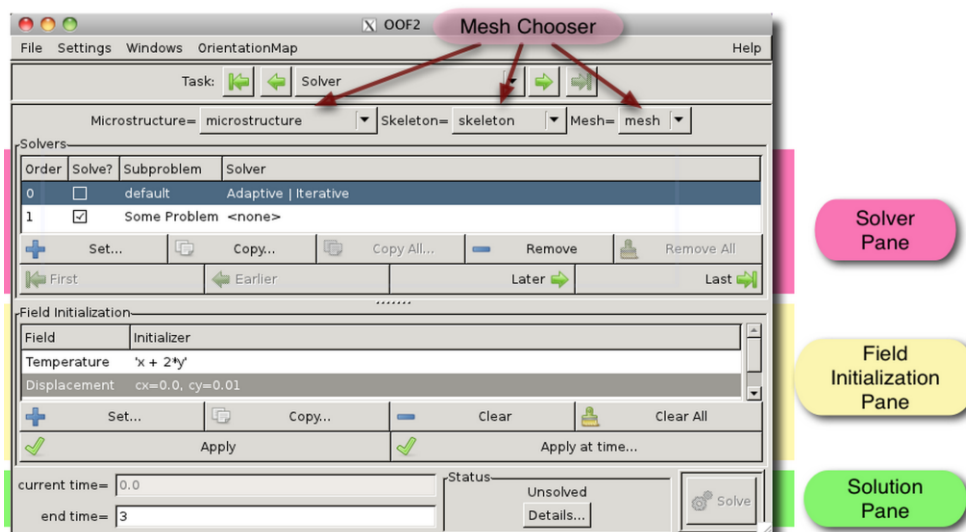 X OOF2
Mesh Chooser
File Settings Windows OrientationMap Help
Task: Solver
Microstructure= microstructure Skeleton= skeleton Mesh= mesh
Solvers
Order Solve? Subproblem Solver
0 default Adaptive | Iterative
1 Some Problem <none>
Set... Copy... Copy All... Remove Remove All
First Earlier Later Last
Solver
Pane
Field Initialization
Field Initializer
Temperature 'x + 2*y'
Displacement cx=0.0, cy=0.01
Set... Copy... Clear Clear All
Apply Apply at time...
Field
Initialization
Pane
current time= 0.0
end time= 3
Status
Unsolved
Details...
Solve
Solution
Pane